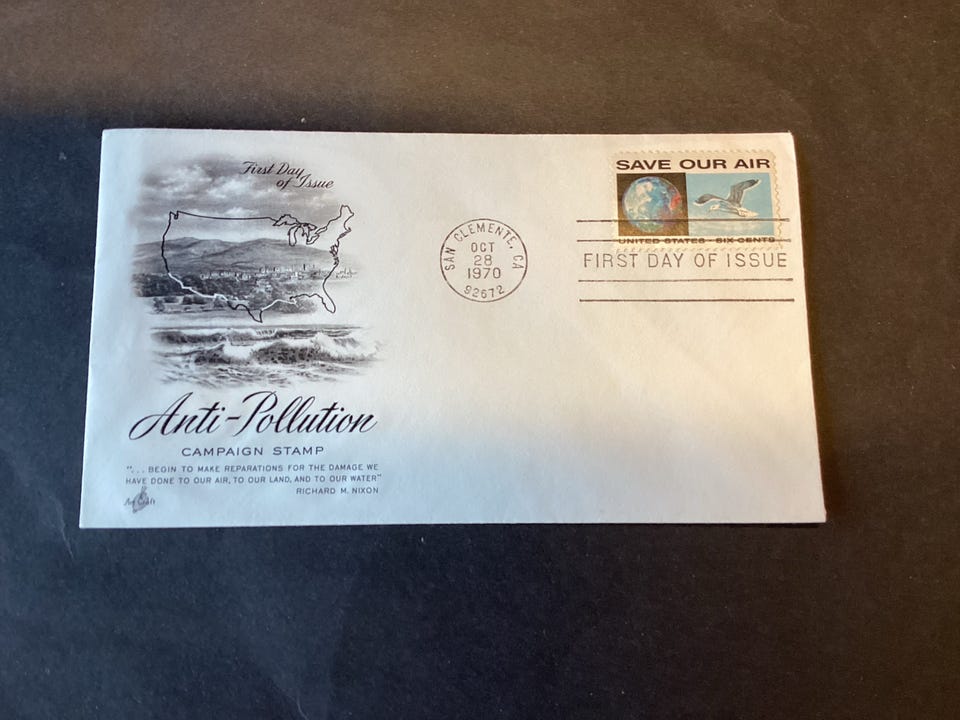 First Day
of Issue
SAVE OUR AIR
UNITED STATES · SIX CENTS
SAN CLEMENTE, CA
OCT
28
1970
92672
FIRST DAY OF ISSUE
Anti-Pollution
CAMPAIGN STAMP
"... BEGIN TO MAKE REPARATIONS FOR THE DAMAGE WE
HAVE DONE TO OUR AIR, TO OUR LAND, AND TO OUR WATER"
RICHARD M. NIXON
Art Craft